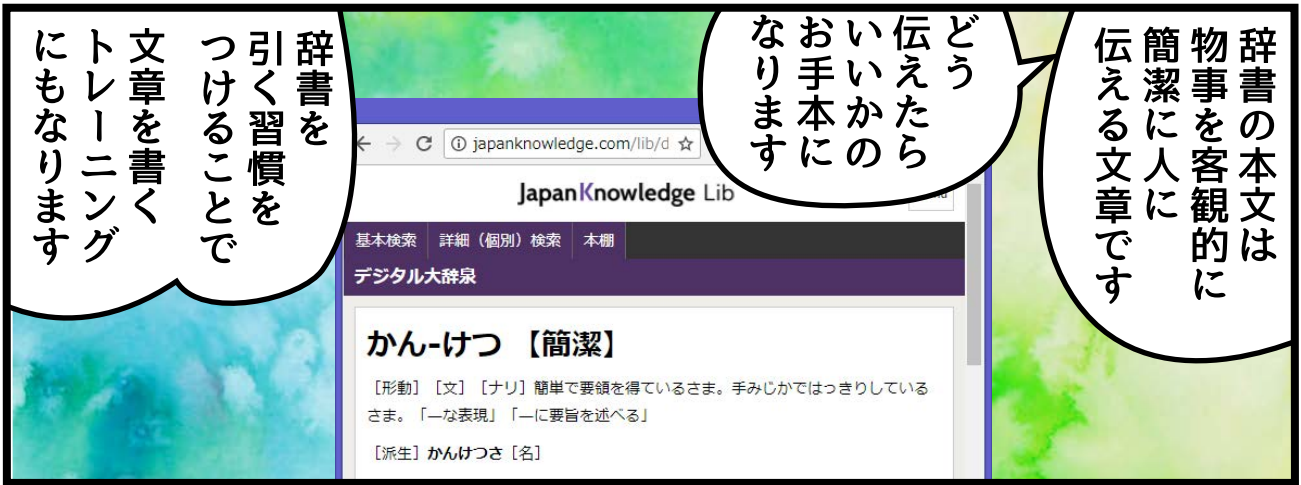 辞書の本文は
物事を客観的に
簡潔に人に
伝える文章です
どう
伝えたら
いいかの
お手本に
なります
japanknowledge.com/lib/d
JapanKnowledge Lib
基本検索 詳細（個別）検索 本棚
デジタル大辞泉
かん‐けつ【簡潔】
［形動］［文］［ナリ］簡単で要領を得ているさま。手みじかではっきりしている
さま。「―な表現」「―に要旨を述べる」
［派生］かんけつさ［名］
辞書を
引く習慣を
つけることで
文章を書く
トレーニング
にもなります